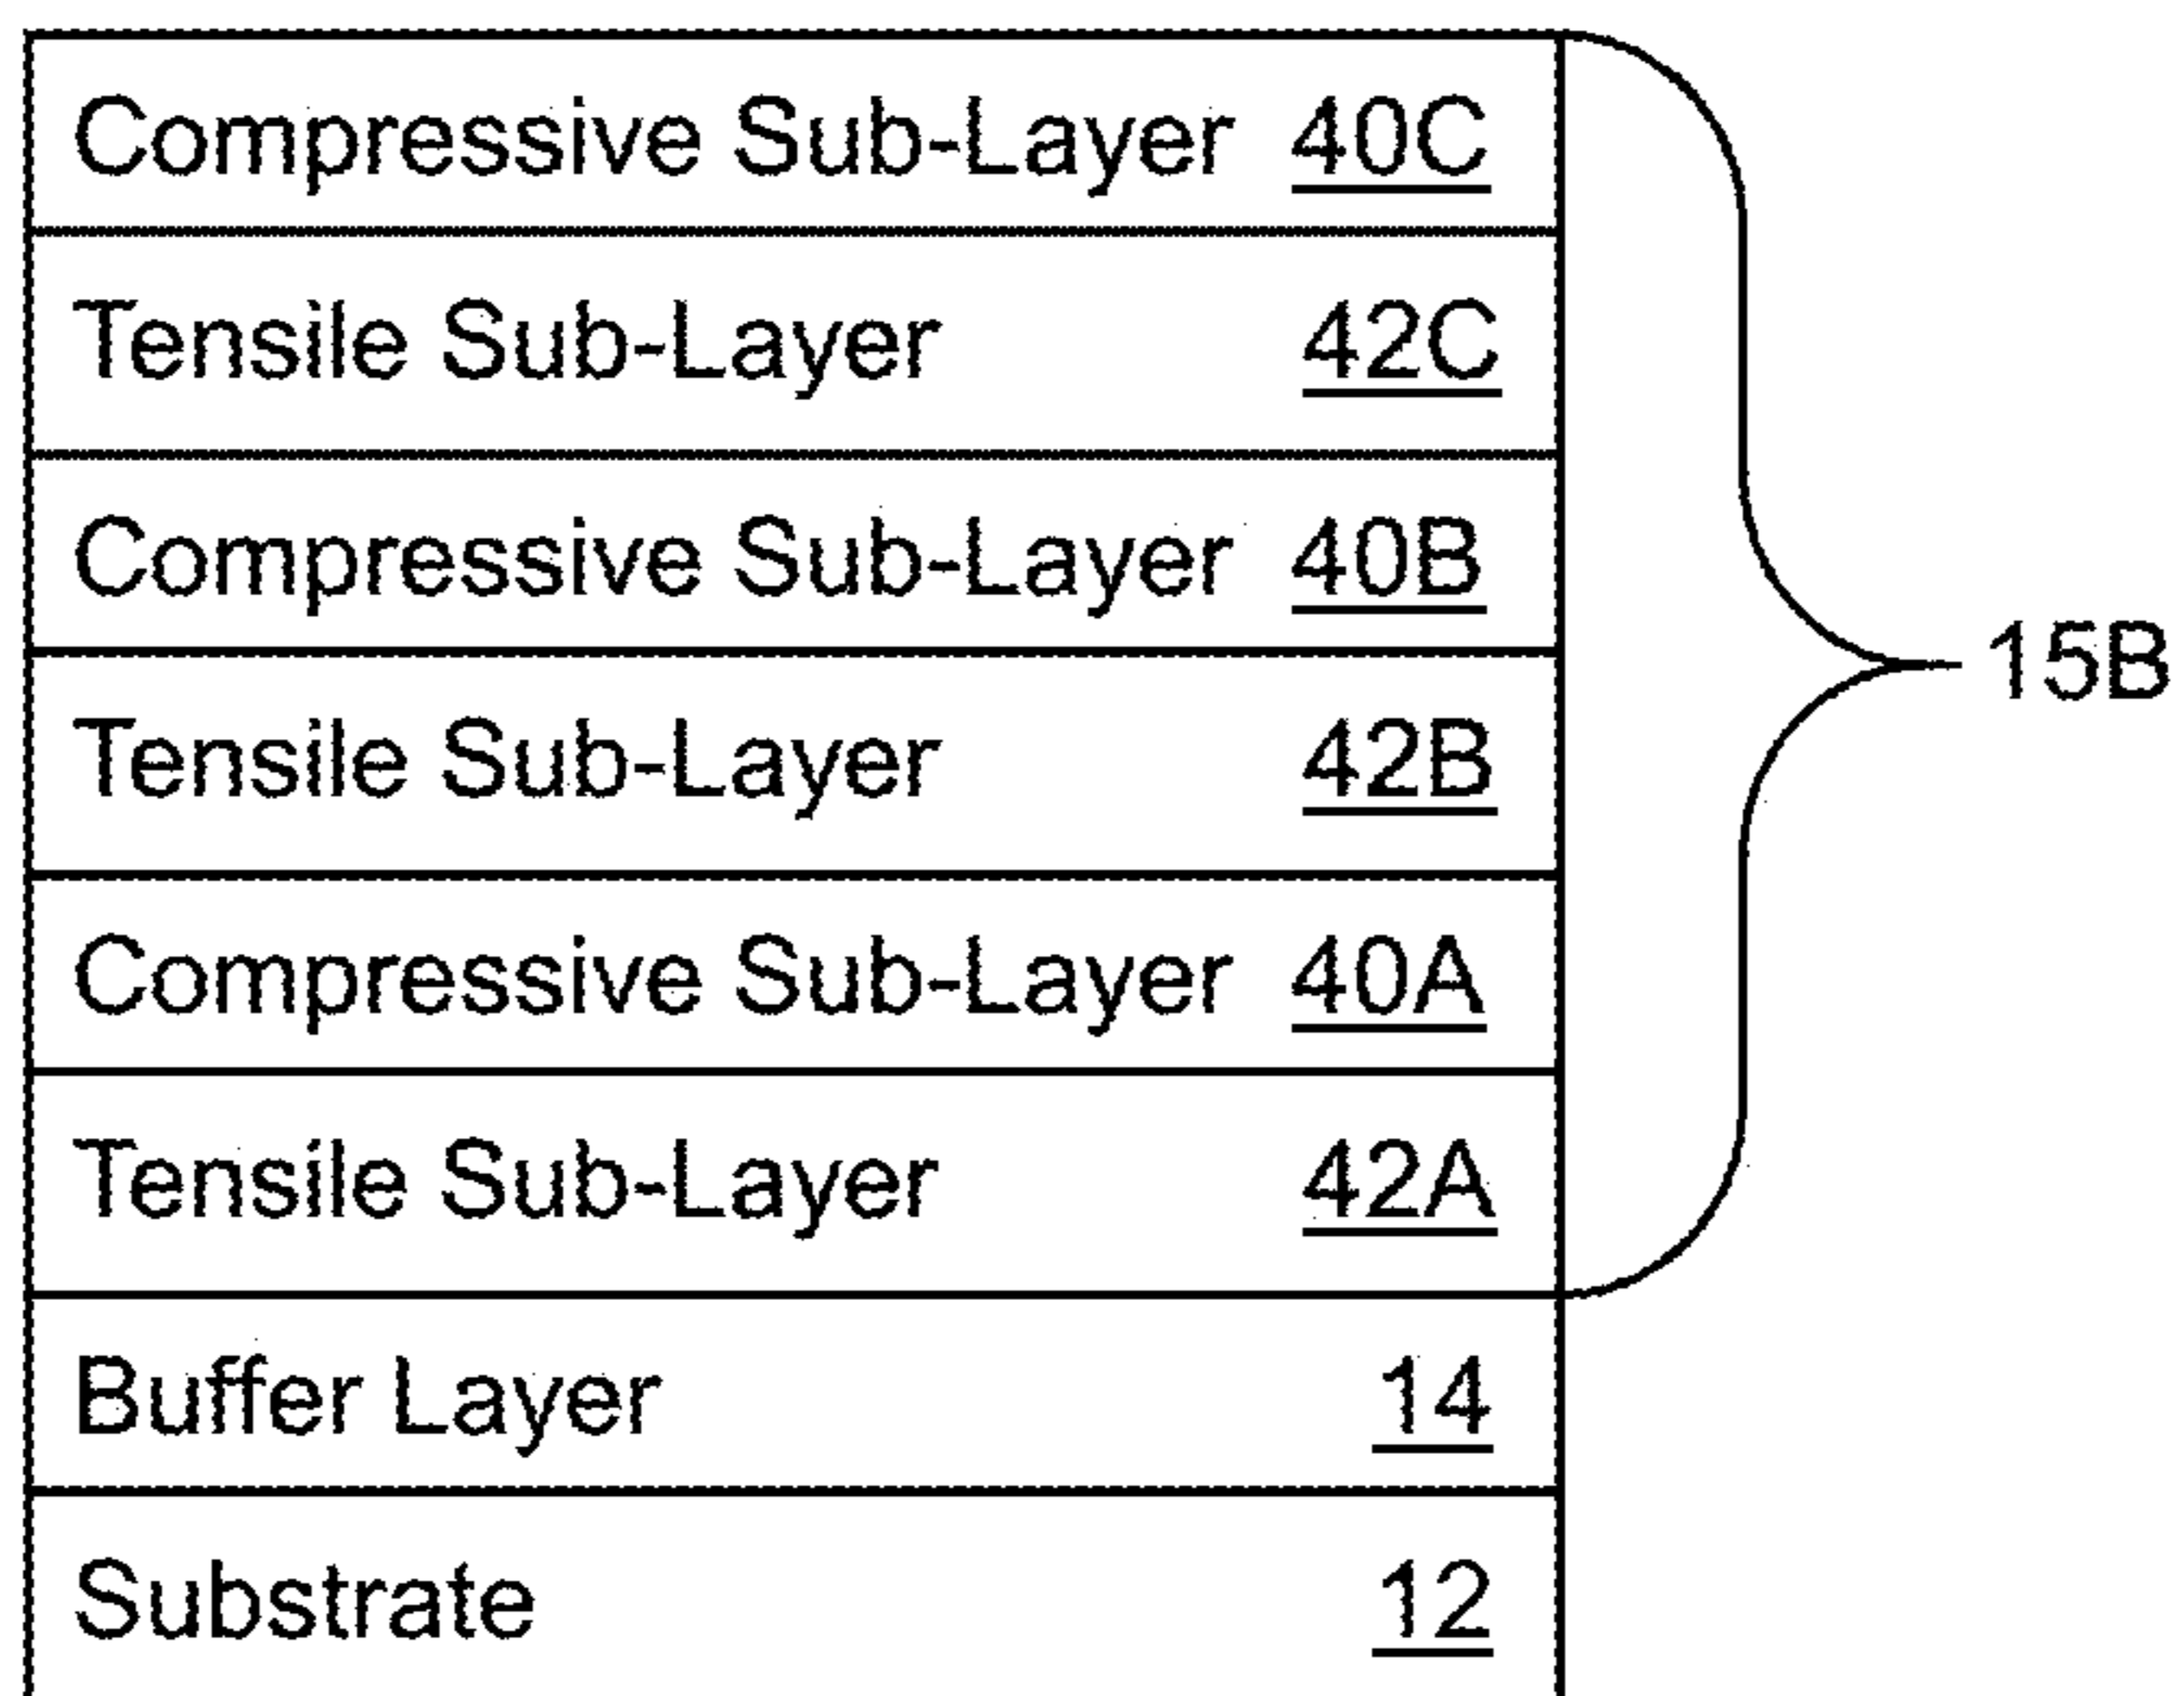 Compressive Sub-Layer 40C
Tensile Sub-Layer 42C
Compressive Sub-Layer 40B
15B
Tensile Sub-Layer 42B
Compressive Sub-Layer 40A
Tensile Sub-Layer 42A
Buffer Layer 14
Substrate 12